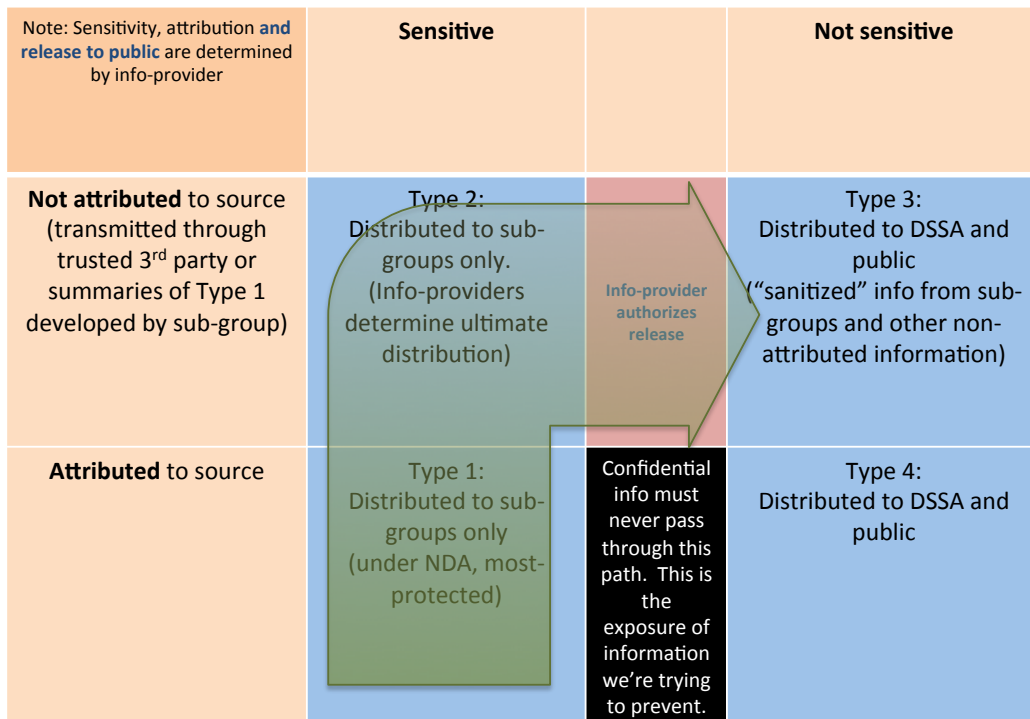 Note: Sensitivity, attribution and
release to public are determined
by info-provider
Sensitive
Not sensitive
Not attributed to source
(transmitted through
trusted 3rd party or
summaries of Type 1
developed by sub-group)
Type 2:
Distributed to sub-
groups only.
(Info-providers
determine ultimate
distribution)
Info-provider
authorizes
release
Type 3:
Distributed to DSSA and
public
(“sanitized” info from sub-
groups and other non-
attributed information)
Attributed to source
Type 1:
Distributed to sub-
groups only
(under NDA, most-
protected)
Confidential
info must
never pass
through this
path. This is
the
exposure of
information
we’re trying
to prevent.
Type 4:
Distributed to DSSA and
public